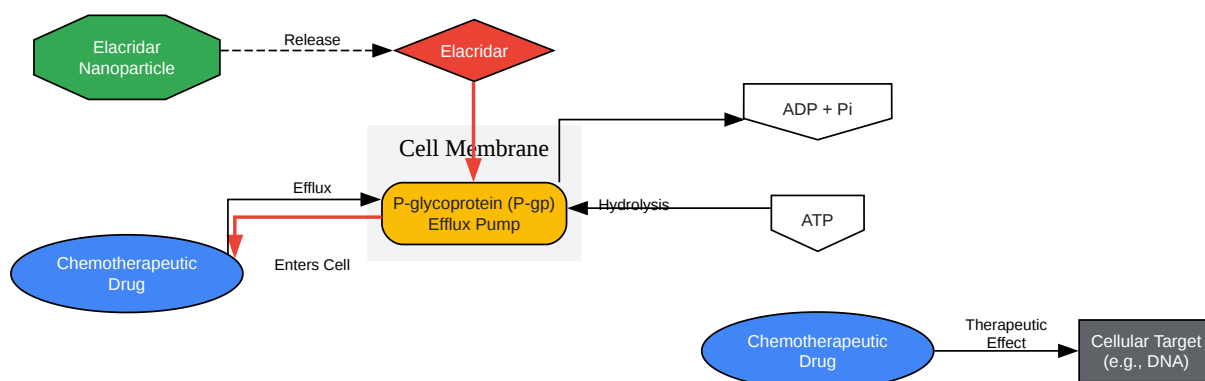 Elacridar
Nanoparticle
Release
Elacridar
ADP + Pi
Cell Membrane
Efflux
P-glycoprotein (P-gp)
Efflux Pump
Hydrolysis
ATP
Chemotherapeutic
Drug
Enters Cell
Chemotherapeutic
Drug
Therapeutic
Effect
Cellular Target
(e.g., DNA)